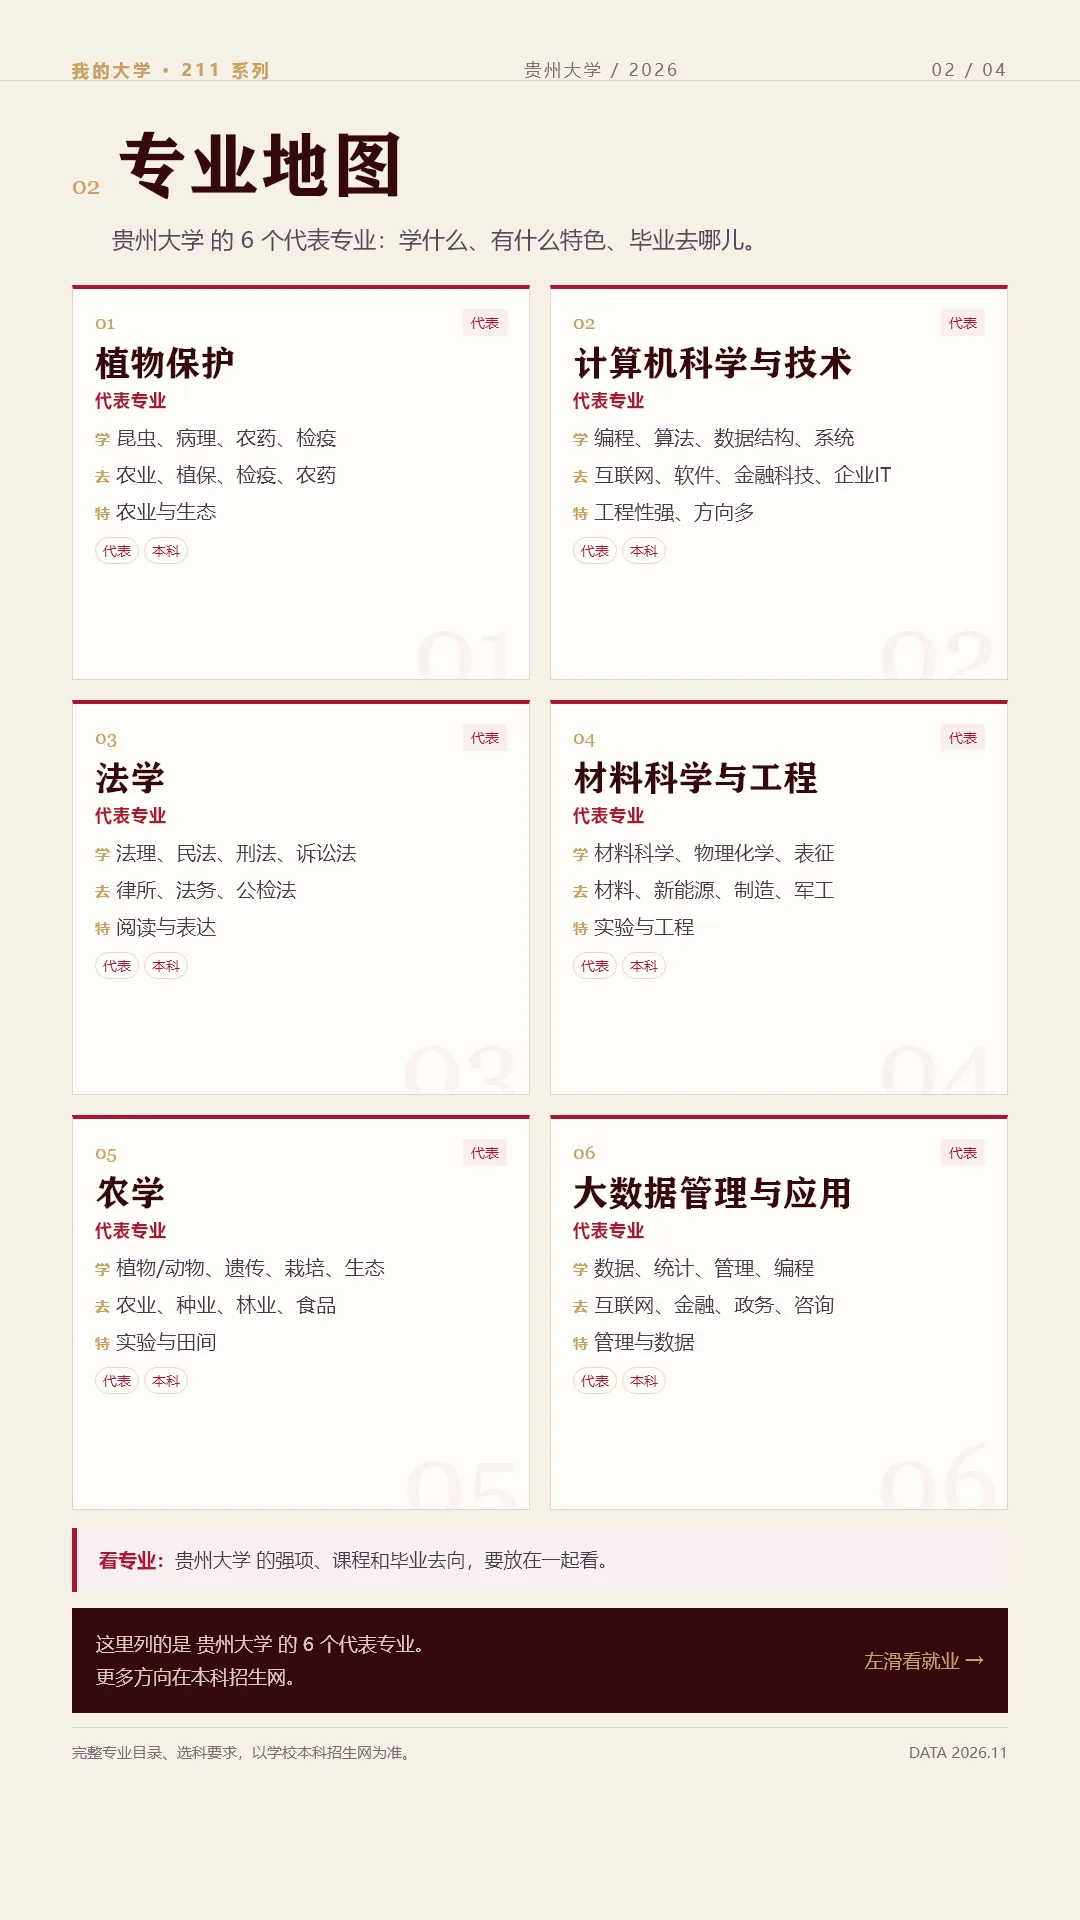 我的大学 · 211 系列
贵州大学 / 2026
02 / 04
02 专业地图
贵州大学 的 6 个代表专业：学什么、有什么特色、毕业去哪儿。
01
代表
植物保护
代表专业
学 昆虫、病理、农药、检疫
去 农业、植保、检疫、农药
特 农业与生态
代表 本科
01
02
代表
计算机科学与技术
代表专业
学 编程、算法、数据结构、系统
去 互联网、软件、金融科技、企业IT
特 工程性强、方向多
代表 本科
02
03
代表
法学
代表专业
学 法理、民法、刑法、诉讼法
去 律所、法务、公检法
特 阅读与表达
代表 本科
03
04
代表
材料科学与工程
代表专业
学 材料科学、物理化学、表征
去 材料、新能源、制造、军工
特 实验与工程
代表 本科
04
05
代表
农学
代表专业
学 植物/动物、遗传、栽培、生态
去 农业、种业、林业、食品
特 实验与田间
代表 本科
05
06
代表
大数据管理与应用
代表专业
学 数据、统计、管理、编程
去 互联网、金融、政务、咨询
特 管理与数据
代表 本科
06
看专业：贵州大学 的强项、课程和毕业去向，要放在一起看。
这里列的是 贵州大学 的 6 个代表专业。
更多方向在本科招生网。
左滑看就业 →
完整专业目录、选科要求，以学校本科招生网为准。
DATA 2026.11